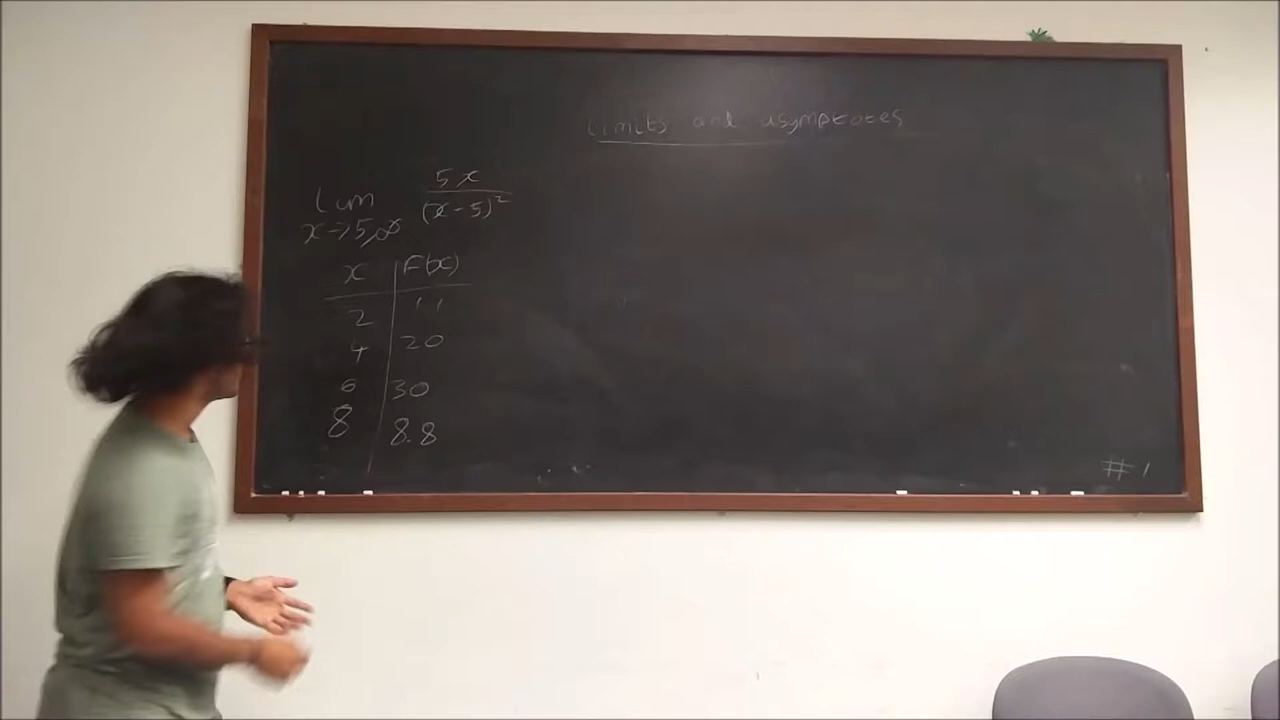 Limits and asymptotes
lim 5x
x→5,∞ (x-5)²
x F(x)
2 11
4 20
6 30
8 8.8
#1